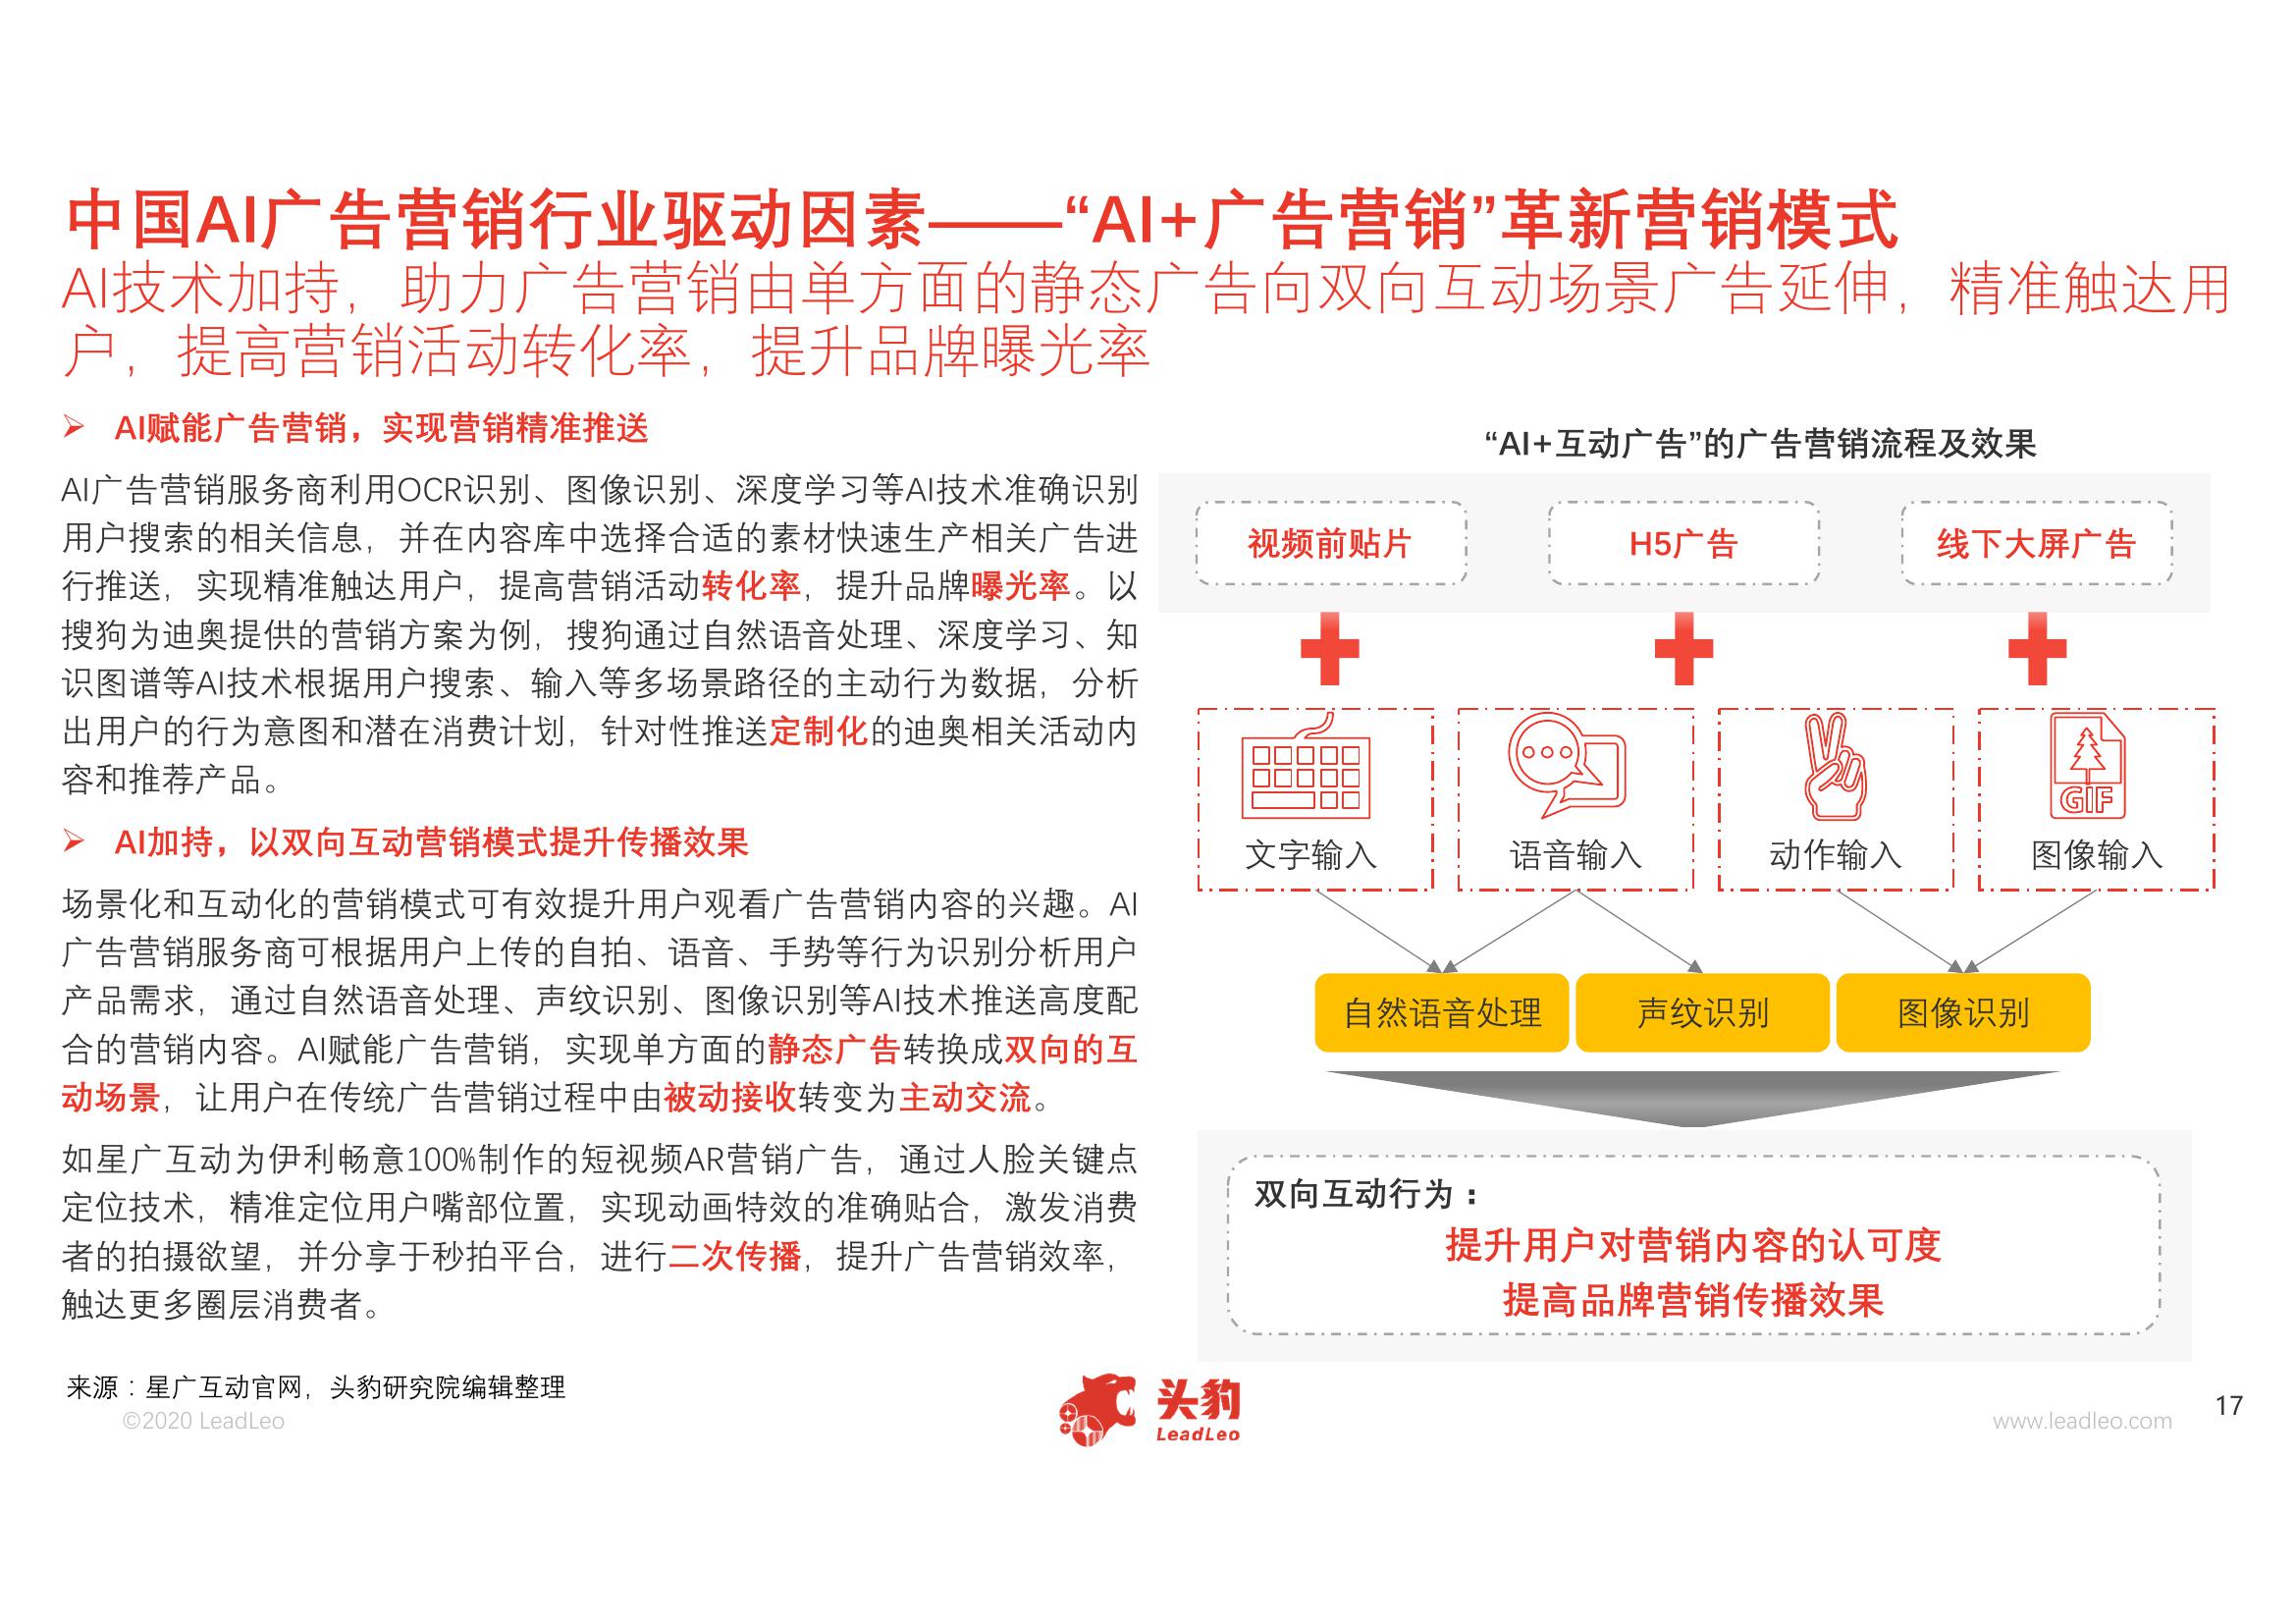 中国AI广告营销行业驱动因素——“AI+广告营销”革新营销模式
AI技术加持，助力广告营销由单方面的静态广告向双向互动场景广告延伸，精准触达用
户，提高营销活动转化率，提升品牌曝光率
AI赋能广告营销，实现营销精准推送
AI广告营销服务商利用OCR识别、图像识别、深度学习等AI技术准确识别
用户搜索的相关信息，并在内容库中选择合适的素材快速生产相关广告进
行推送，实现精准触达用户，提高营销活动转化率，提升品牌曝光率。以
搜狗为迪奥提供的营销方案为例，搜狗通过自然语音处理、深度学习、知
识图谱等AI技术根据用户搜索、输入等多场景路径的主动行为数据，分析
出用户的行为意图和潜在消费计划，针对性推送定制化的迪奥相关活动内
容和推荐产品。
AI加持，以双向互动营销模式提升传播效果
场景化和互动化的营销模式可有效提升用户观看广告营销内容的兴趣。AI
广告营销服务商可根据用户上传的自拍、语音、手势等行为识别分析用户
产品需求，通过自然语音处理、声纹识别、图像识别等AI技术推送高度配
合的营销内容。AI赋能广告营销，实现单方面的静态广告转换成双向的互
动场景，让用户在传统广告营销过程中由被动接收转变为主动交流。
如星广互动为伊利畅意100%制作的短视频AR营销广告，通过人脸关键点
定位技术，精准定位用户嘴部位置，实现动画特效的准确贴合，激发消费
者的拍摄欲望，并分享于秒拍平台，进行二次传播，提升广告营销效率，
触达更多圈层消费者。
“AI+互动广告”的广告营销流程及效果
视频前贴片
H5广告
线下大屏广告
GIF
文字输入
语音输入
动作输入
图像输入
自然语音处理
声纹识别
图像识别
双向互动行为：
提升用户对营销内容的认可度
提高品牌营销传播效果
来源：星广互动官网，头豹研究院编辑整理
©2020 LeadLeo
头豹
LeadLeo
www.leadleo.com
17